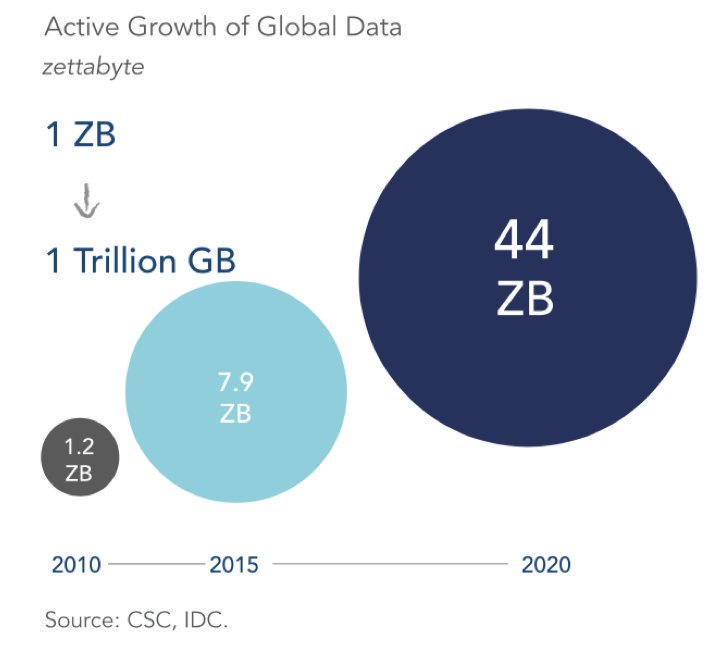 Active Growth of Global Data
zettabyte
1 ZB
1 Trillion GB
44
ZB
7.9
ZB
1.2
ZB
2010
2015
2020
Source: CSC, IDC.